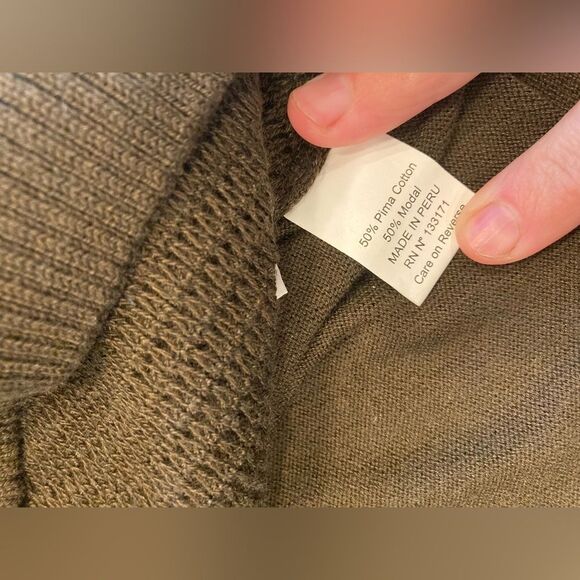 50% Pima Cotton
50% Modal
MADE IN PERU
RN Nº 133171
Care on Reverse